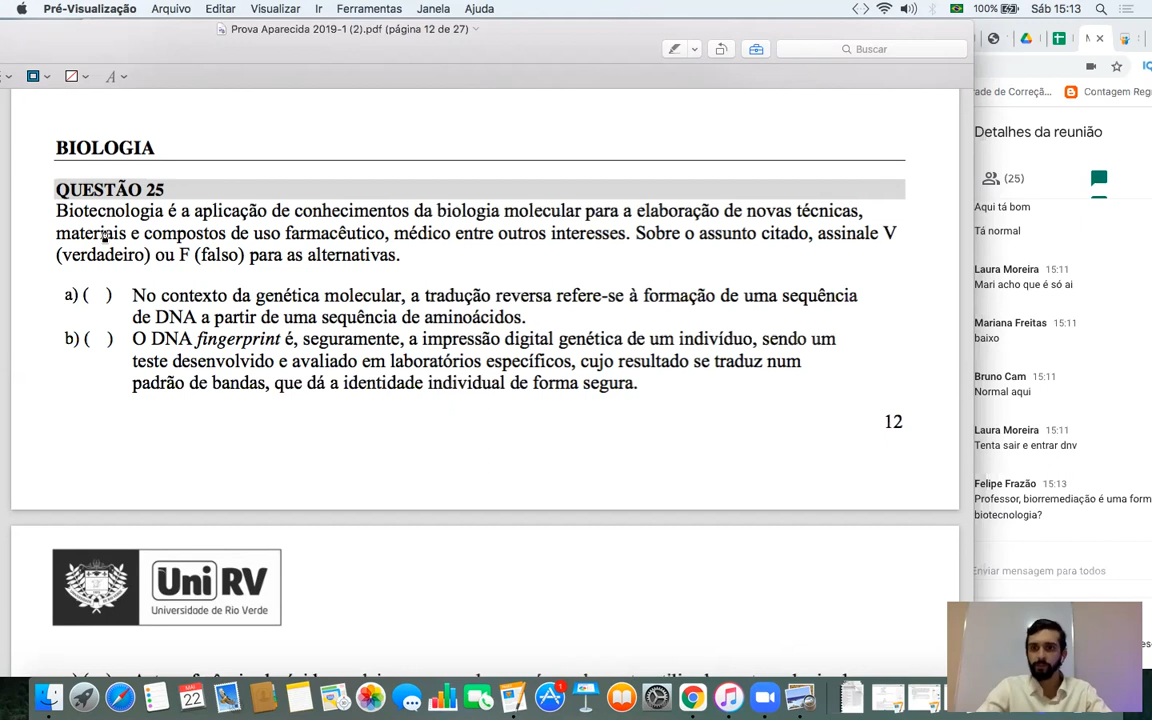 Pré-Visualização Arquivo Editar Visualizar Ir Ferramentas Janela Ajuda 100% Sáb 15:13
Prova Aparecida 2019-1 (2).pdf (página 12 de 27)
Buscar
ade de Correçã... Contagem Reg
BIOLOGIA
QUESTÃO 25
Biotecnologia é a aplicação de conhecimentos da biologia molecular para a elaboração de novas técnicas,
materiais e compostos de uso farmacêutico, médico entre outros interesses. Sobre o assunto citado, assinale V
(verdadeiro) ou F (falso) para as alternativas.
a) ( ) No contexto da genética molecular, a tradução reversa refere-se à formação de uma sequência
de DNA a partir de uma sequência de aminoácidos.
b) ( ) O DNA fingerprint é, seguramente, a impressão digital genética de um indivíduo, sendo um
teste desenvolvido e avaliado em laboratórios específicos, cujo resultado se traduz num
padrão de bandas, que dá a identidade individual de forma segura.
12
Uni RV
Universidade de Rio Verde
Detalhes da reunião
(25)
Aqui tá bom
Tá normal
Laura Moreira 15:11
Mari acho que é só ai
Mariana Freitas 15:11
baixo
Bruno Cam 15:11
Normal aqui
Laura Moreira 15:11
Tenta sair e entrar dnv
Felipe Frazão 15:13
Professor, biorremediação é uma form
biotecnologia?
Enviar mensagem para todos
MAR
22
1